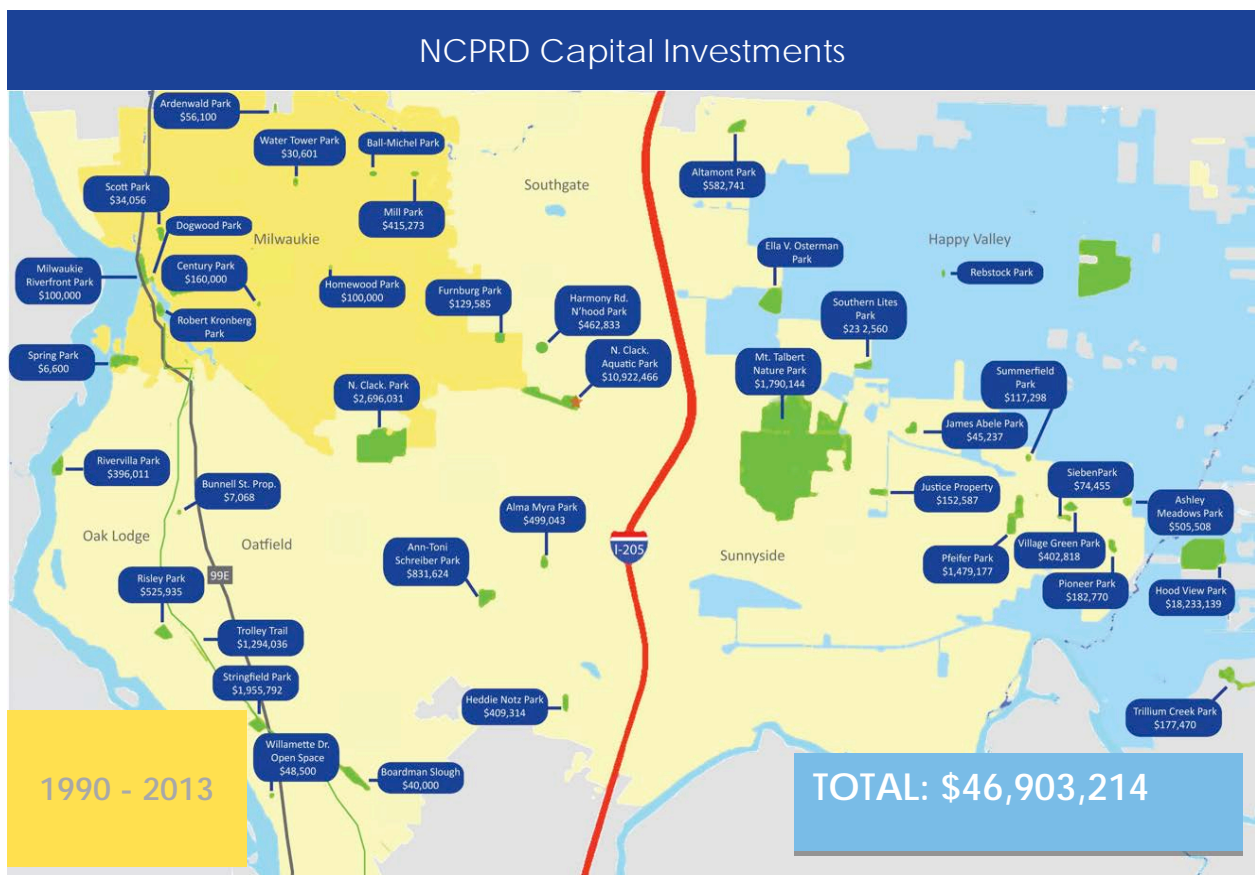 NCPRD Capital Investments
Ardenwald Park
$56,100
Water Tower Park
$30,601
Ball-Michel Park
Scott Park
$34,056
Mill Park
$415,273
Southgate
Altamont Park
$582,741
Dogwood Park
Milwaukie
Ella V. Osterman
Park
Happy Valley
Milwaukie
Riverfront Park
$100,000
Century Park
$160,000
Homewood Park
$100,000
Furnburg Park
$129,585
Harmony Rd.
N'hood Park
$462,833
Rebstock Park
Southern Lites
Park
$23 2,560
Robert Kronberg
Park
Spring Park
$6,600
N. Clack. Park
$2,696,031
N. Clack.
Aquatic Park
$10,922,466
Mt. Talbert
Nature Park
$1,790,144
Summerfield
Park
$117,298
James Abele Park
$45,237
Rivervilla Park
$396,011
Bunnell St. Prop.
$7,068
Justice Property
$152,587
SiebenPark
$74,455
Ashley
Meadows Park
$505,508
Alma Myra Park
$499,043
Oak Lodge
Oatfield
Ann-Toni
Schreiber Park
$831,624
I-205
Sunnyside
Pfeifer Park
$1,479,177
Village Green Park
$402,818
Pioneer Park
$182,770
Hood View Park
$18,233,139
99E
Risley Park
$525,935
Trolley Trail
$1,294,036
Stringfield Park
$1,955,792
Heddie Notz Park
$409,314
Trillium Creek Park
$177,470
Willamette Dr.
Open Space
$48,500
Boardman Slough
$40,000
1990 - 2013
TOTAL: $46,903,214